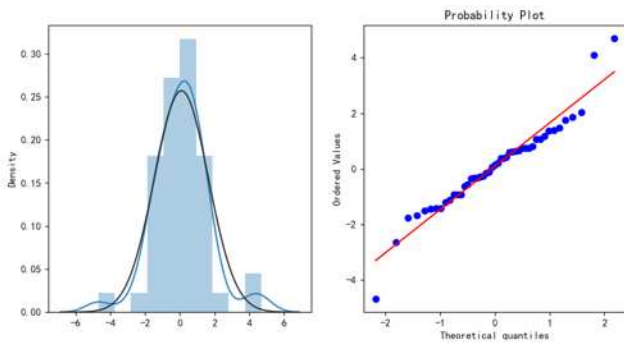 Probability Plot
0.30
0.25
0.20
0.15
0.10
0.05
0.00
Density
-6 -4 -2 0 2 4 6
4
2
0
-2
-4
Ordered Values
-2 -1 0 1 2
Theoretical quantiles